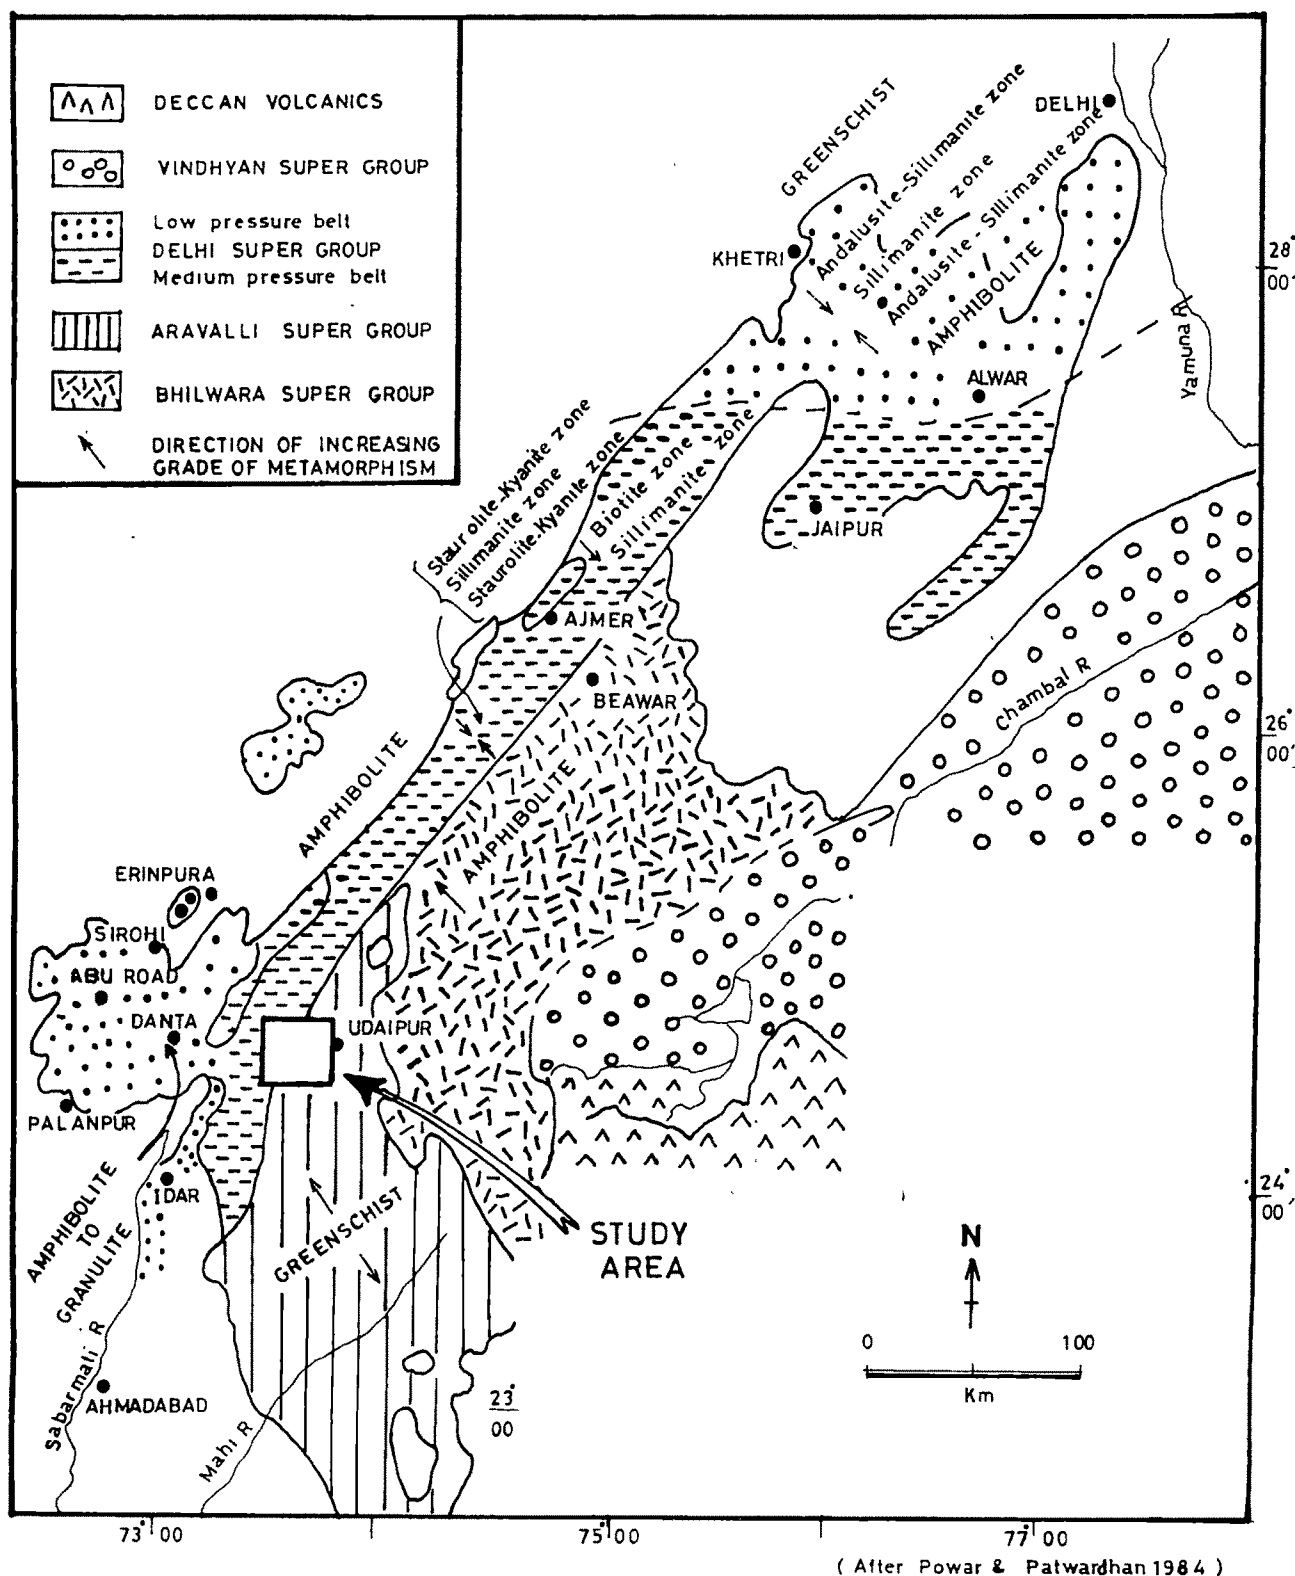 DECCAN VOLCANICS
VINDHYAN SUPER GROUP
Low pressure belt
DELHI SUPER GROUP
Medium pressure belt
ARAVALLI SUPER GROUP
BHILWARA SUPER GROUP
DIRECTION OF INCREASING
GRADE OF METAMORPHISM
GREENSCHIST
Andalusite-Sillimanite zone
Sillimanite zone
Andalusite-Sillimanite zone
AMPHIBOLITE
DELHI
KHETRI
28°
00'
Yamuna R
ALWAR
Staurolite-Kyanite zone
Sillimanite zone
Staurolite-Kyanite zone
Biotite zone
Sillimanite zone
JAIPUR
AJMER
BEAWAR
Chambal R
26°
00'
AMPHIBOLITE
AMPHIBOLITE
ERINPURA
SIROHI
ABU ROAD
DANTA
UDAIPUR
PALANPUR
IDAR
AMPHIBOLITE
TO
GRANULITE
GREENSCHIST
STUDY
AREA
24°
00'
N
0 100
Km
Sabarmati R
AHMADABAD
Mahi R
23°
00
73°00
75°00
77°00
( After Powar & Patwardhan 1984 )